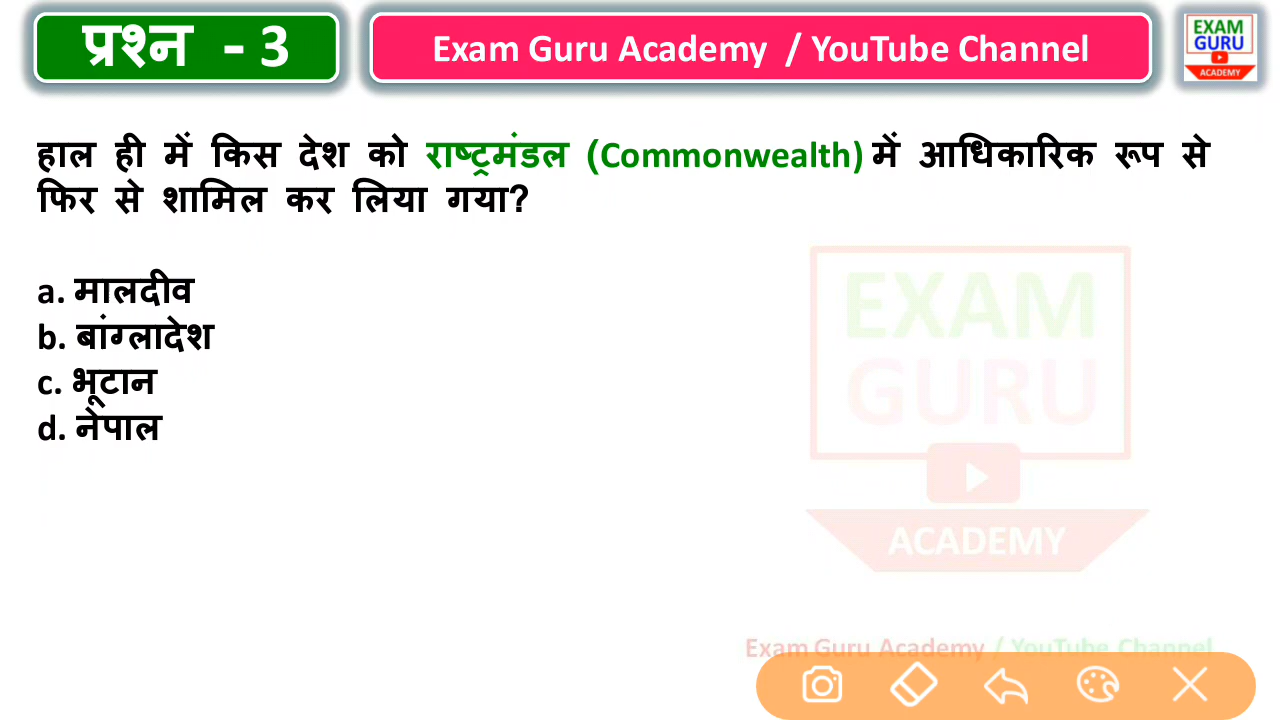 प्रश्न - 3
Exam Guru Academy / YouTube Channel
EXAM
GURU
ACADEMY
हाल ही में किस देश को राष्ट्रमंडल (Commonwealth) में आधिकारिक रूप से
फिर से शामिल कर लिया गया?
a. मालदीव
b. बांग्लादेश
c. भूटान
d. नेपाल
EXAM
GURU
ACADEMY
Exam Guru Academy / YouTube Channel